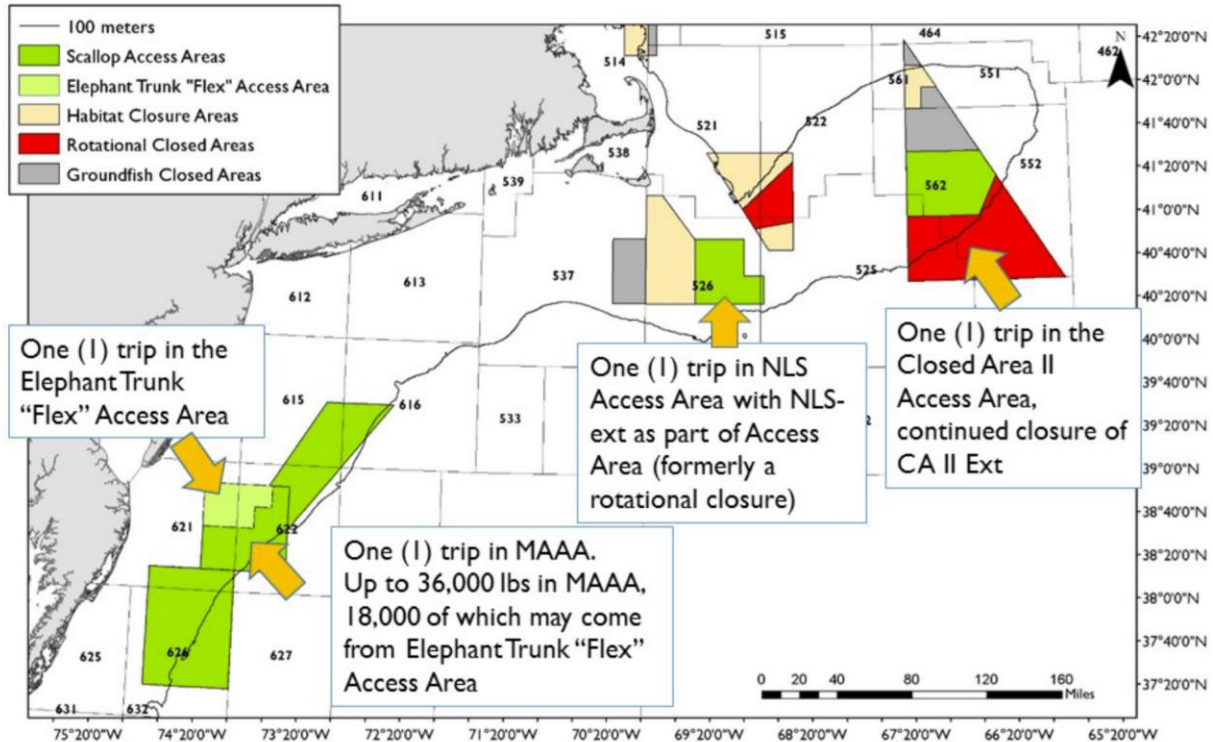 100 meters
Scallop Access Areas
Elephant Trunk "Flex" Access Area
Habitat Closure Areas
Rotational Closed Areas
Groundfish Closed Areas
N
515
464
462
514
561
551
521
522
538
552
539
562
611
537
525
526
613
612
615
616
533
621
622
625
626
627
631
632
One (1) trip in the
Elephant Trunk
“Flex” Access Area
One (1) trip in NLS
Access Area with NLS-
ext as part of Access
Area (formerly a
rotational closure)
One (1) trip in the
Closed Area II
Access Area,
continued closure of
CA II Ext
One (1) trip in MAAA.
Up to 36,000 lbs in MAAA,
18,000 of which may come
from Elephant Trunk “Flex”
Access Area
0 20 40 80 120 160
Miles
42°20'0"N
42°0'0"N
41°40'0"N
41°20'0"N
41°0'0"N
40°40'0"N
40°20'0"N
40°0'0"N
39°40'0"N
39°20'0"N
39°0'0"N
38°40'0"N
38°20'0"N
38°0'0"N
37°40'0"N
37°20'0"N
75°20'0"W 74°20'0"W 73°20'0"W 72°20'0"W 71°20'0"W 70°20'0"W 69°20'0"W 68°20'0"W 67°20'0"W 66°20'0"W 65°20'0"W